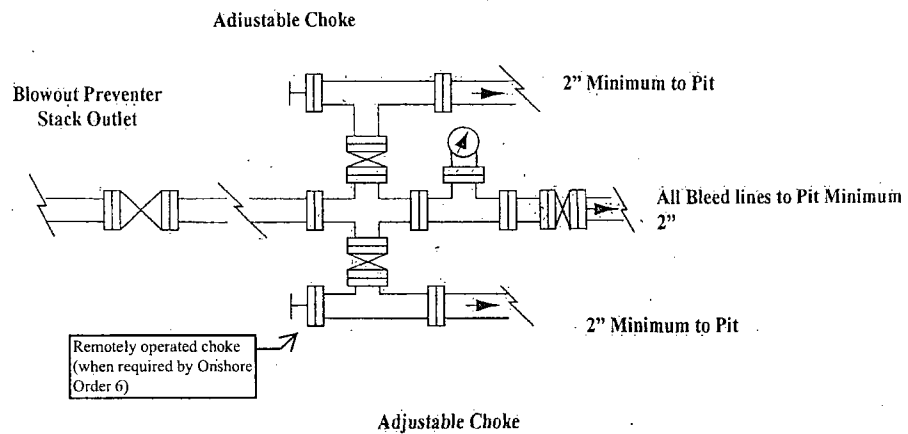 Adiustable Choke
Blowout Preventer
Stack Outlet
2" Minimum to Pit
All Bleed lines to Pit Minimum
2"
2" Minimum to Pit
Remotely operated choke
(when required by Onshore
Order 6)
Adjustable Choke